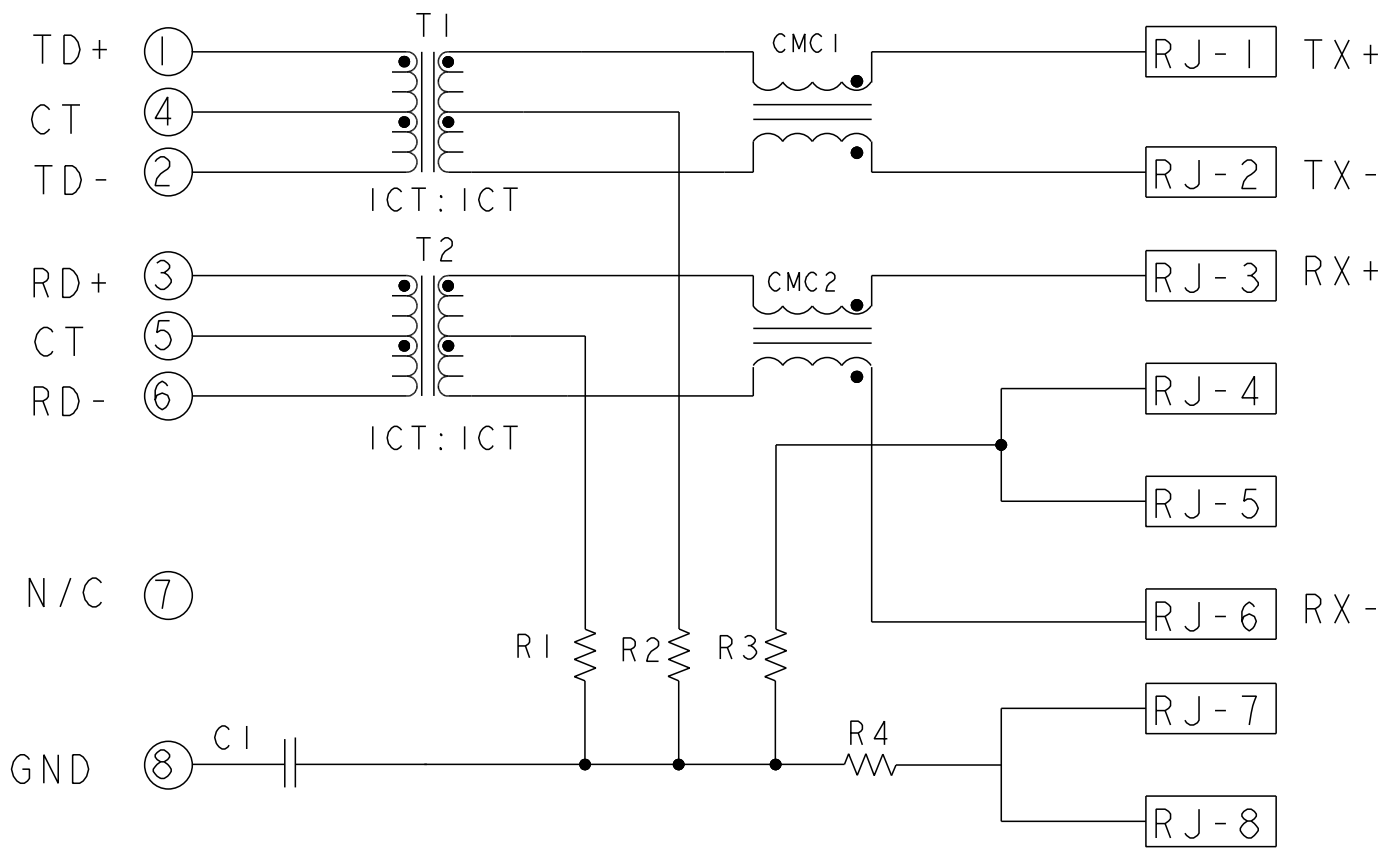 T1
TD+ 1 CMC1 RJ-1 TX+
CT 4
TD- 2 RJ-2 TX-
1CT:1CT
T2
RD+ 3 CMC2 RJ-3 RX+
CT 5
RD- 6 RJ-4
1CT:1CT
RJ-5
N/C 7 RJ-6 RX-
R1 R2 R3
RJ-7
C1 R4
GND 8
RJ-8